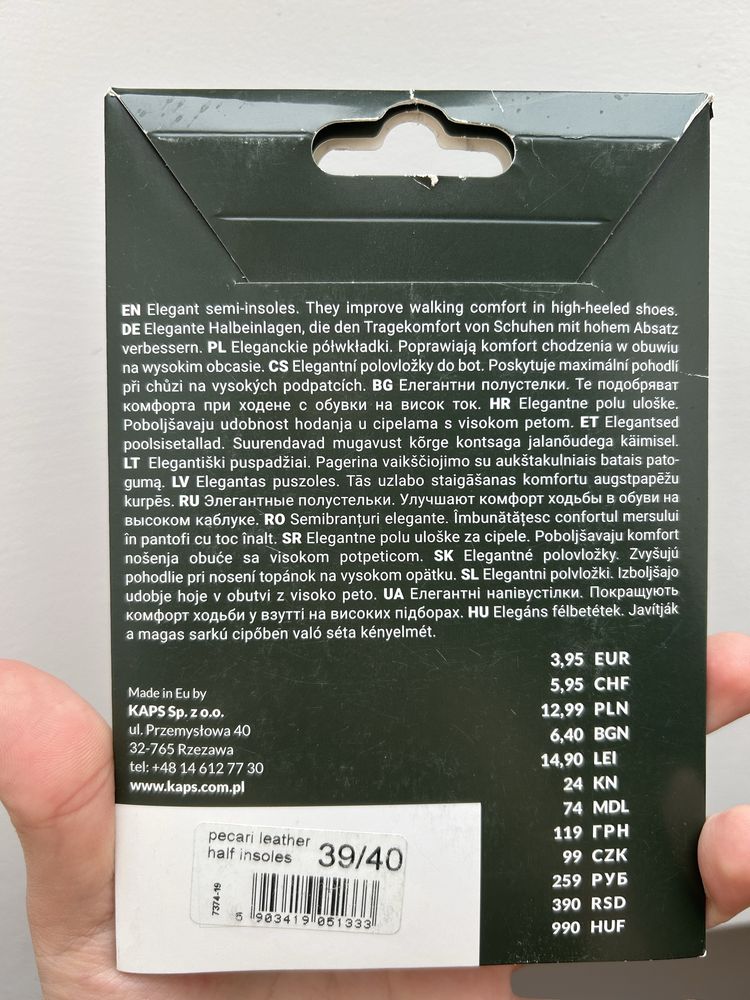 EN Elegant semi-insoles. They improve walking comfort in high-heeled shoes.
DE Elegante Halbeinlagen, die den Tragekomfort von Schuhen mit hohem Absatz
verbessern. PL Eleganckie półwkładki. Poprawiają komfort chodzenia w obuwiu
na wysokim obcasie. CS Elegantní polovložky do bot. Poskytuje maximální pohodlí
při chůzi na vysokých podpatcích. BG Елегантни полустелки. Те подобряват
комфорта при ходене с обувки на висок ток. HR Elegantne polu uloške.
Poboljšavaju udobnost hodanja u cipelama s visokom petom. ET Elegantsed
poolsisetallad. Suurendavad mugavust kõrge kontsaga jalanõudega käimisel.
LT Elegantiški puspadžiai. Pagerina vaikščiojimo su aukštakulniais batais pato-
gumą. LV Elegantas puszoles. Tās uzlabo staigāšanas komfortu augstpapēžu
kurpēs. RU Элегантные полустельки. Улучшают комфорт ходьбы в обуви на
высоком каблуке. RO Semibranțuri elegante. Îmbunătățesc confortul mersului
în pantofi cu toc înalt. SR Elegantne polu uloške za cipele. Poboljšavaju komfort
nošenja obuće sa visokom potpeticom. SK Elegantné polovložky. Zvyšujú
pohodlie pri nosení topánok na vysokom opätku. SL Elegantni polvložki. Izboljšajo
udobje hoje v obutvi z visoko peto. UA Елегантні напівустілки. Покращують
комфорт ходьби у взутті на високих підборах. HU Elegáns félbetétek. Javítják
a magas sarkú cipőben való séta kényelmét.
3,95 EUR
5,95 CHF
12,99 PLN
6,40 BGN
14,90 LEI
24 KN
74 MDL
119 ГРН
99 CZK
259 РУБ
390 RSD
990 HUF
Made in Eu by
KAPS Sp. z o.o.
ul. Przemysłowa 40
32-765 Rzezawa
tel: +48 14 612 77 30
www.kaps.com.pl
pecari leather
half insoles 39/40
7374-19
5 903419 051333